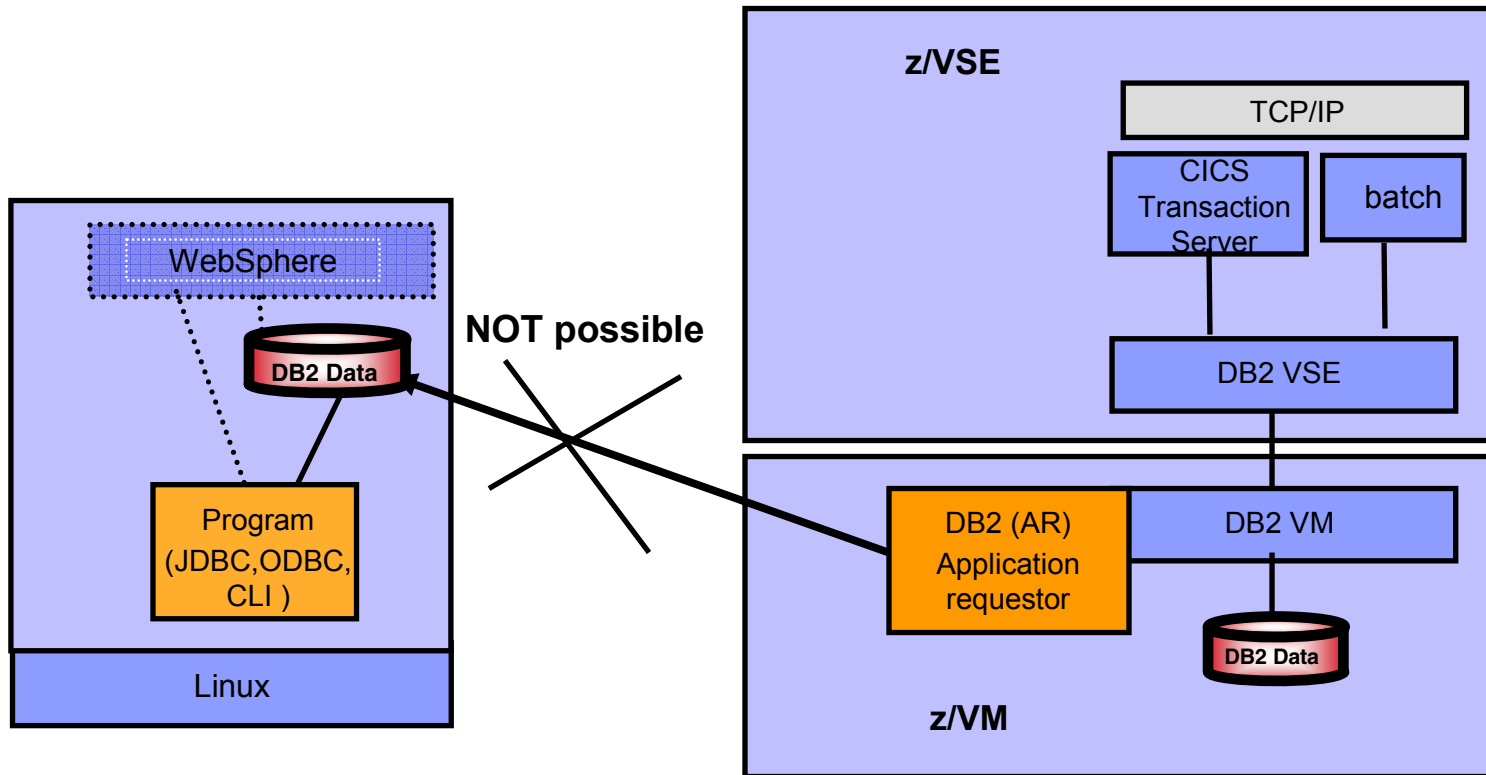 z/VSE
TCP/IP
CICS
Transaction
Server
batch
DB2 VSE
WebSphere
NOT possible
DB2 Data
Program
(JDBC,ODBC,
CLI )
Linux
DB2 (AR)
Application
requestor
DB2 VM
DB2 Data
z/VM